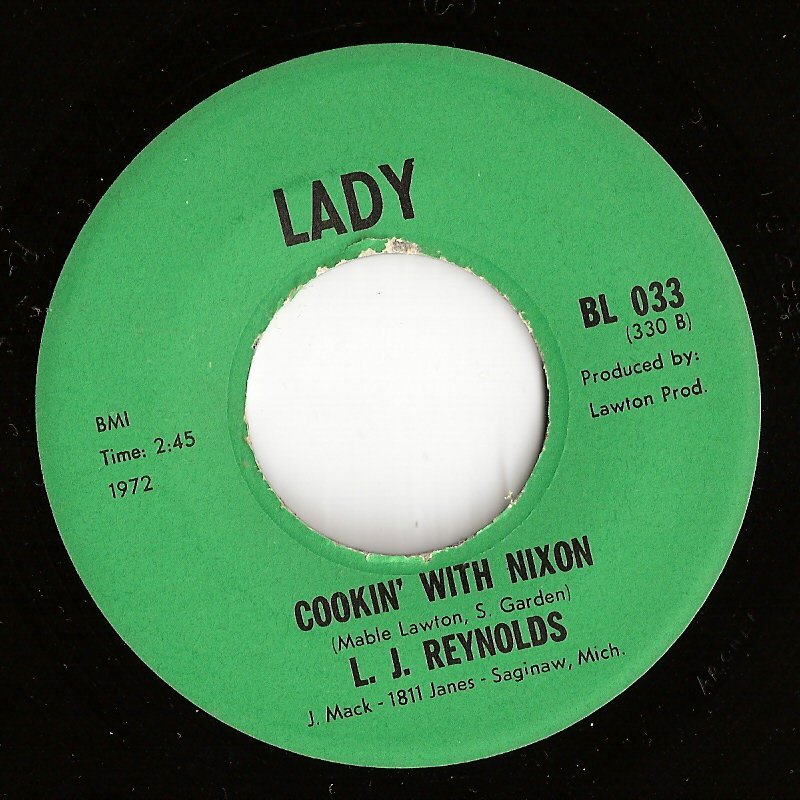 LADY
BL 033
(330 B)
Produced by:
Lawton Prod.
BMI
Time: 2:45
1972
COOKIN' WITH NIXON
(Mable Lawton, S. Garden)
L. J. REYNOLDS
J. Mack - 1811 Janes - Saginaw, Mich.